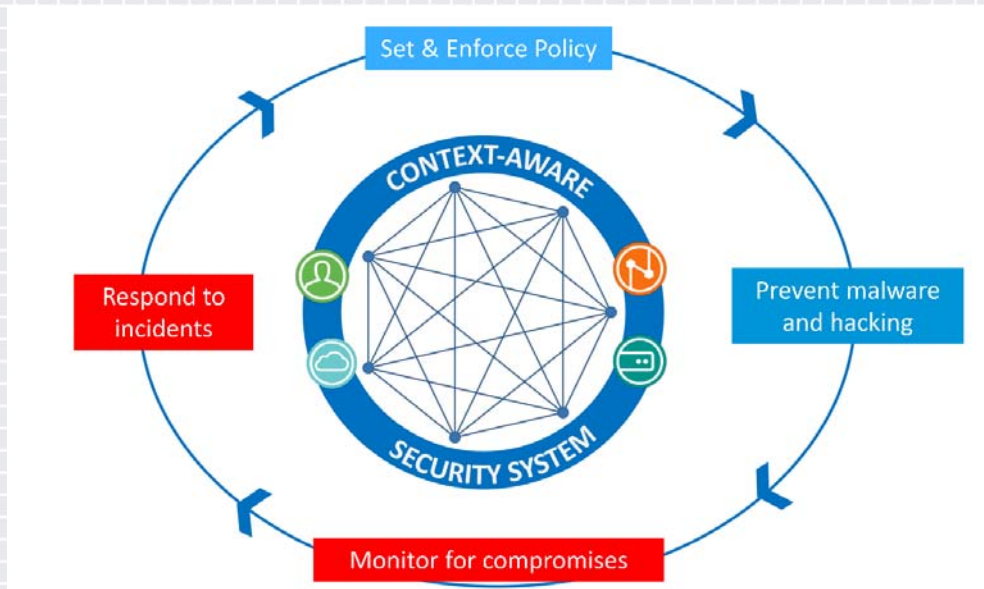 Set & Enforce Policy
CONTEXT-AWARE
Respond to
incidents
Prevent malware
and hacking
SECURITY SYSTEM
Monitor for compromises